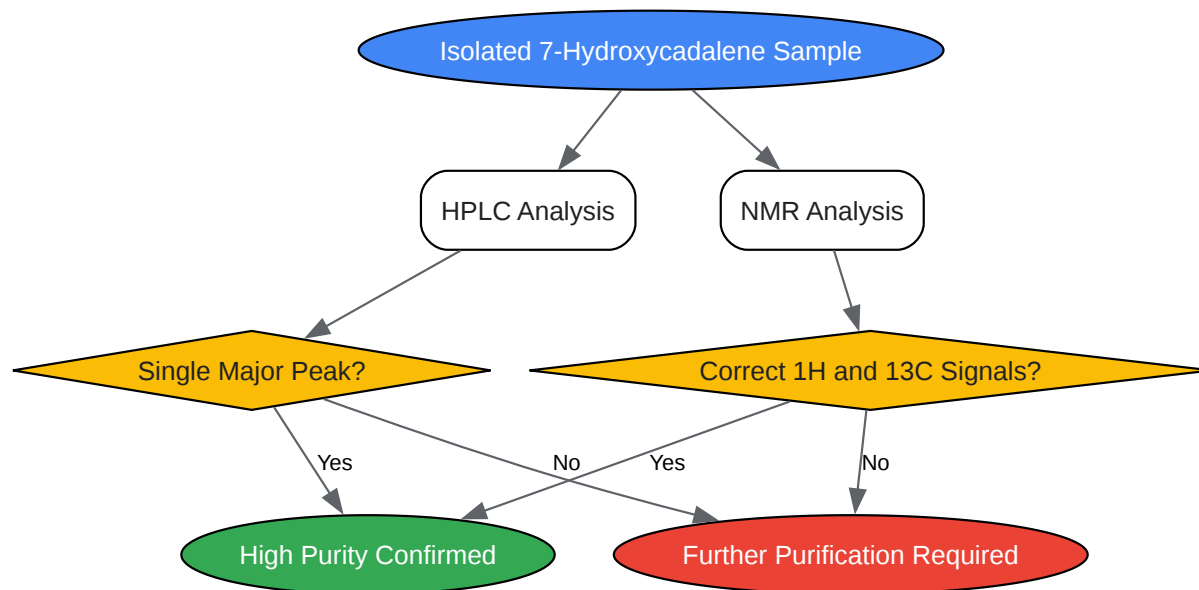 Isolated 7-Hydroxycadalene Sample
HPLC Analysis
NMR Analysis
Single Major Peak?
Correct 1H and 13C Signals?
Yes
No
Yes
No
High Purity Confirmed
Further Purification Required